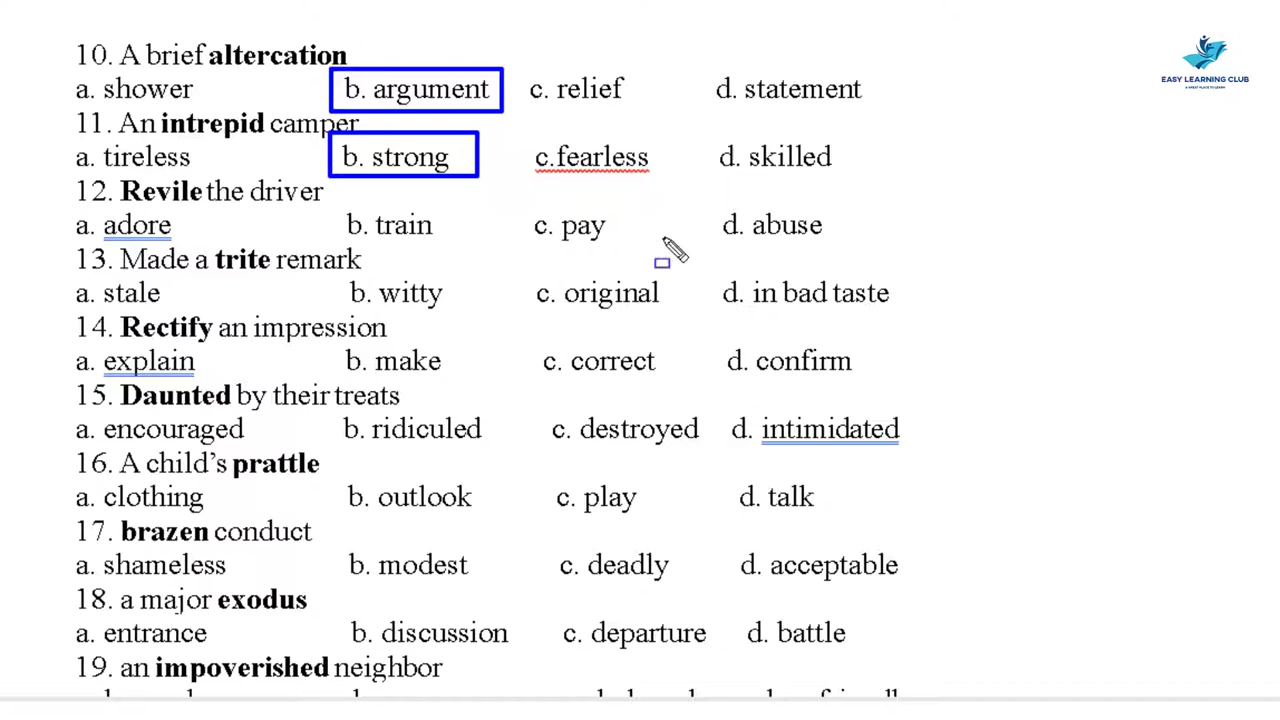 10. A brief altercation
a. shower b. argument c. relief d. statement
11. An intrepid camper
a. tireless b. strong c.fearless d. skilled
12. Revile the driver
a. adore b. train c. pay d. abuse
13. Made a trite remark
a. stale b. witty c. original d. in bad taste
14. Rectify an impression
a. explain b. make c. correct d. confirm
15. Daunted by their treats
a. encouraged b. ridiculed c. destroyed d. intimidated
16. A child’s prattle
a. clothing b. outlook c. play d. talk
17. brazen conduct
a. shameless b. modest c. deadly d. acceptable
18. a major exodus
a. entrance b. discussion c. departure d. battle
19. an impoverished neighbor
EASY LEARNING CLUB
A GREAT PLACE TO LEARN